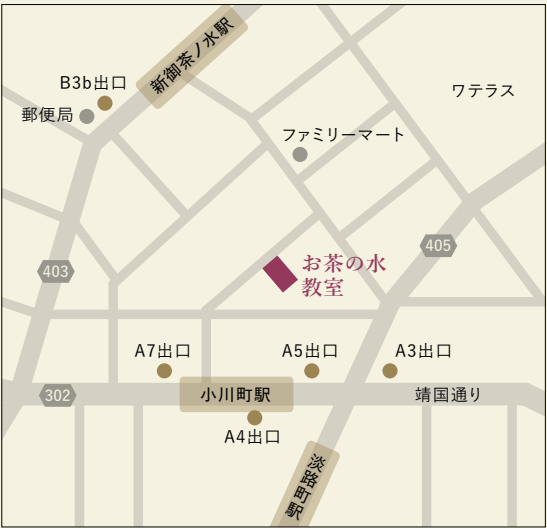 新御茶ノ水駅
B3b出口
郵便局
ワテラス
ファミリーマート
405
お茶の水
教室
403
A7出口
A5出口
A3出口
302
小川町駅
靖国通り
A4出口
淡路町駅